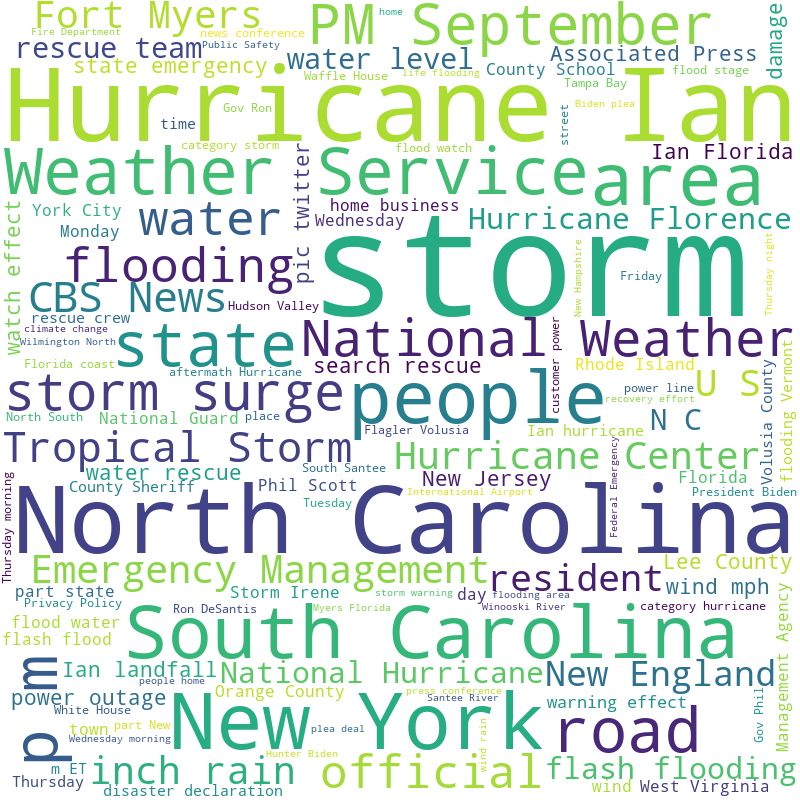 Fort Myers
PM September
home
news conference
Fire Department
Public Safety
rescue team
state emergency
water level
Associated Press
damage
Waffle House
life flooding
County School
flood stage
Tampa Bay
Hurricane Ian
Gov Ron
Biden plea
time
street
category storm
flood watch
Ian Florida
Weather Service
area
York City
water
pic twitter
home business
Wednesday
Hurricane Florence
Monday
Watch effect
flooding
storm
New Hampshire
Friday
Thursday night
CBS News
Hudson Valley
rescue crew
climate change
Wilmington North
state
National Weather
customer power
search rescue
Rhode Island
Florida coast
aftermath Hurricane
people
power line
U S
storm surge
recovery effort
North South
National Guard
place
Flagler Volusia
Ian hurricane
N C
Volusia County
flooding Vermont
Tropical Storm
Hurricane Center
water rescue
South Santee
New Jersey
Florida
County Sheriff
Phil Scott
International Airport
Federal Emergency
President Biden
Tuesday
Thursday morning
North Carolina
Emergency Management
resident
Lee County
part state
Storm Irene
storm warning
day
flooding area
wind mph
Privacy Policy
Ron DeSantis
Myers Florida
Winooski River
category hurricane
Management Agency
flood water
flash flood
South Carolina
p m
Ian landfall
National Hurricane
New England
people home
power outage
Orange County
press conference
Santee River
warning effect
White House
town
part New
plea deal
Gov Phil
Wednesday morning
New York
road
Hunter Biden
wind rain
m ET
inch rain
official
flash flooding
Thursday
disaster declaration
wind
West Virginia